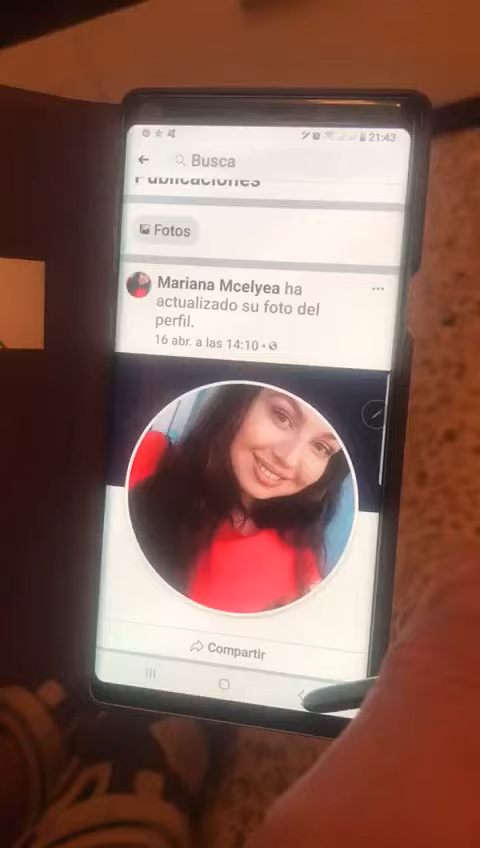 21:43
Busca
Publicaciones
Fotos
Mariana Mcelyea ha
actualizado su foto del
perfil.
16 abr. a las 14:10 •
Compartir